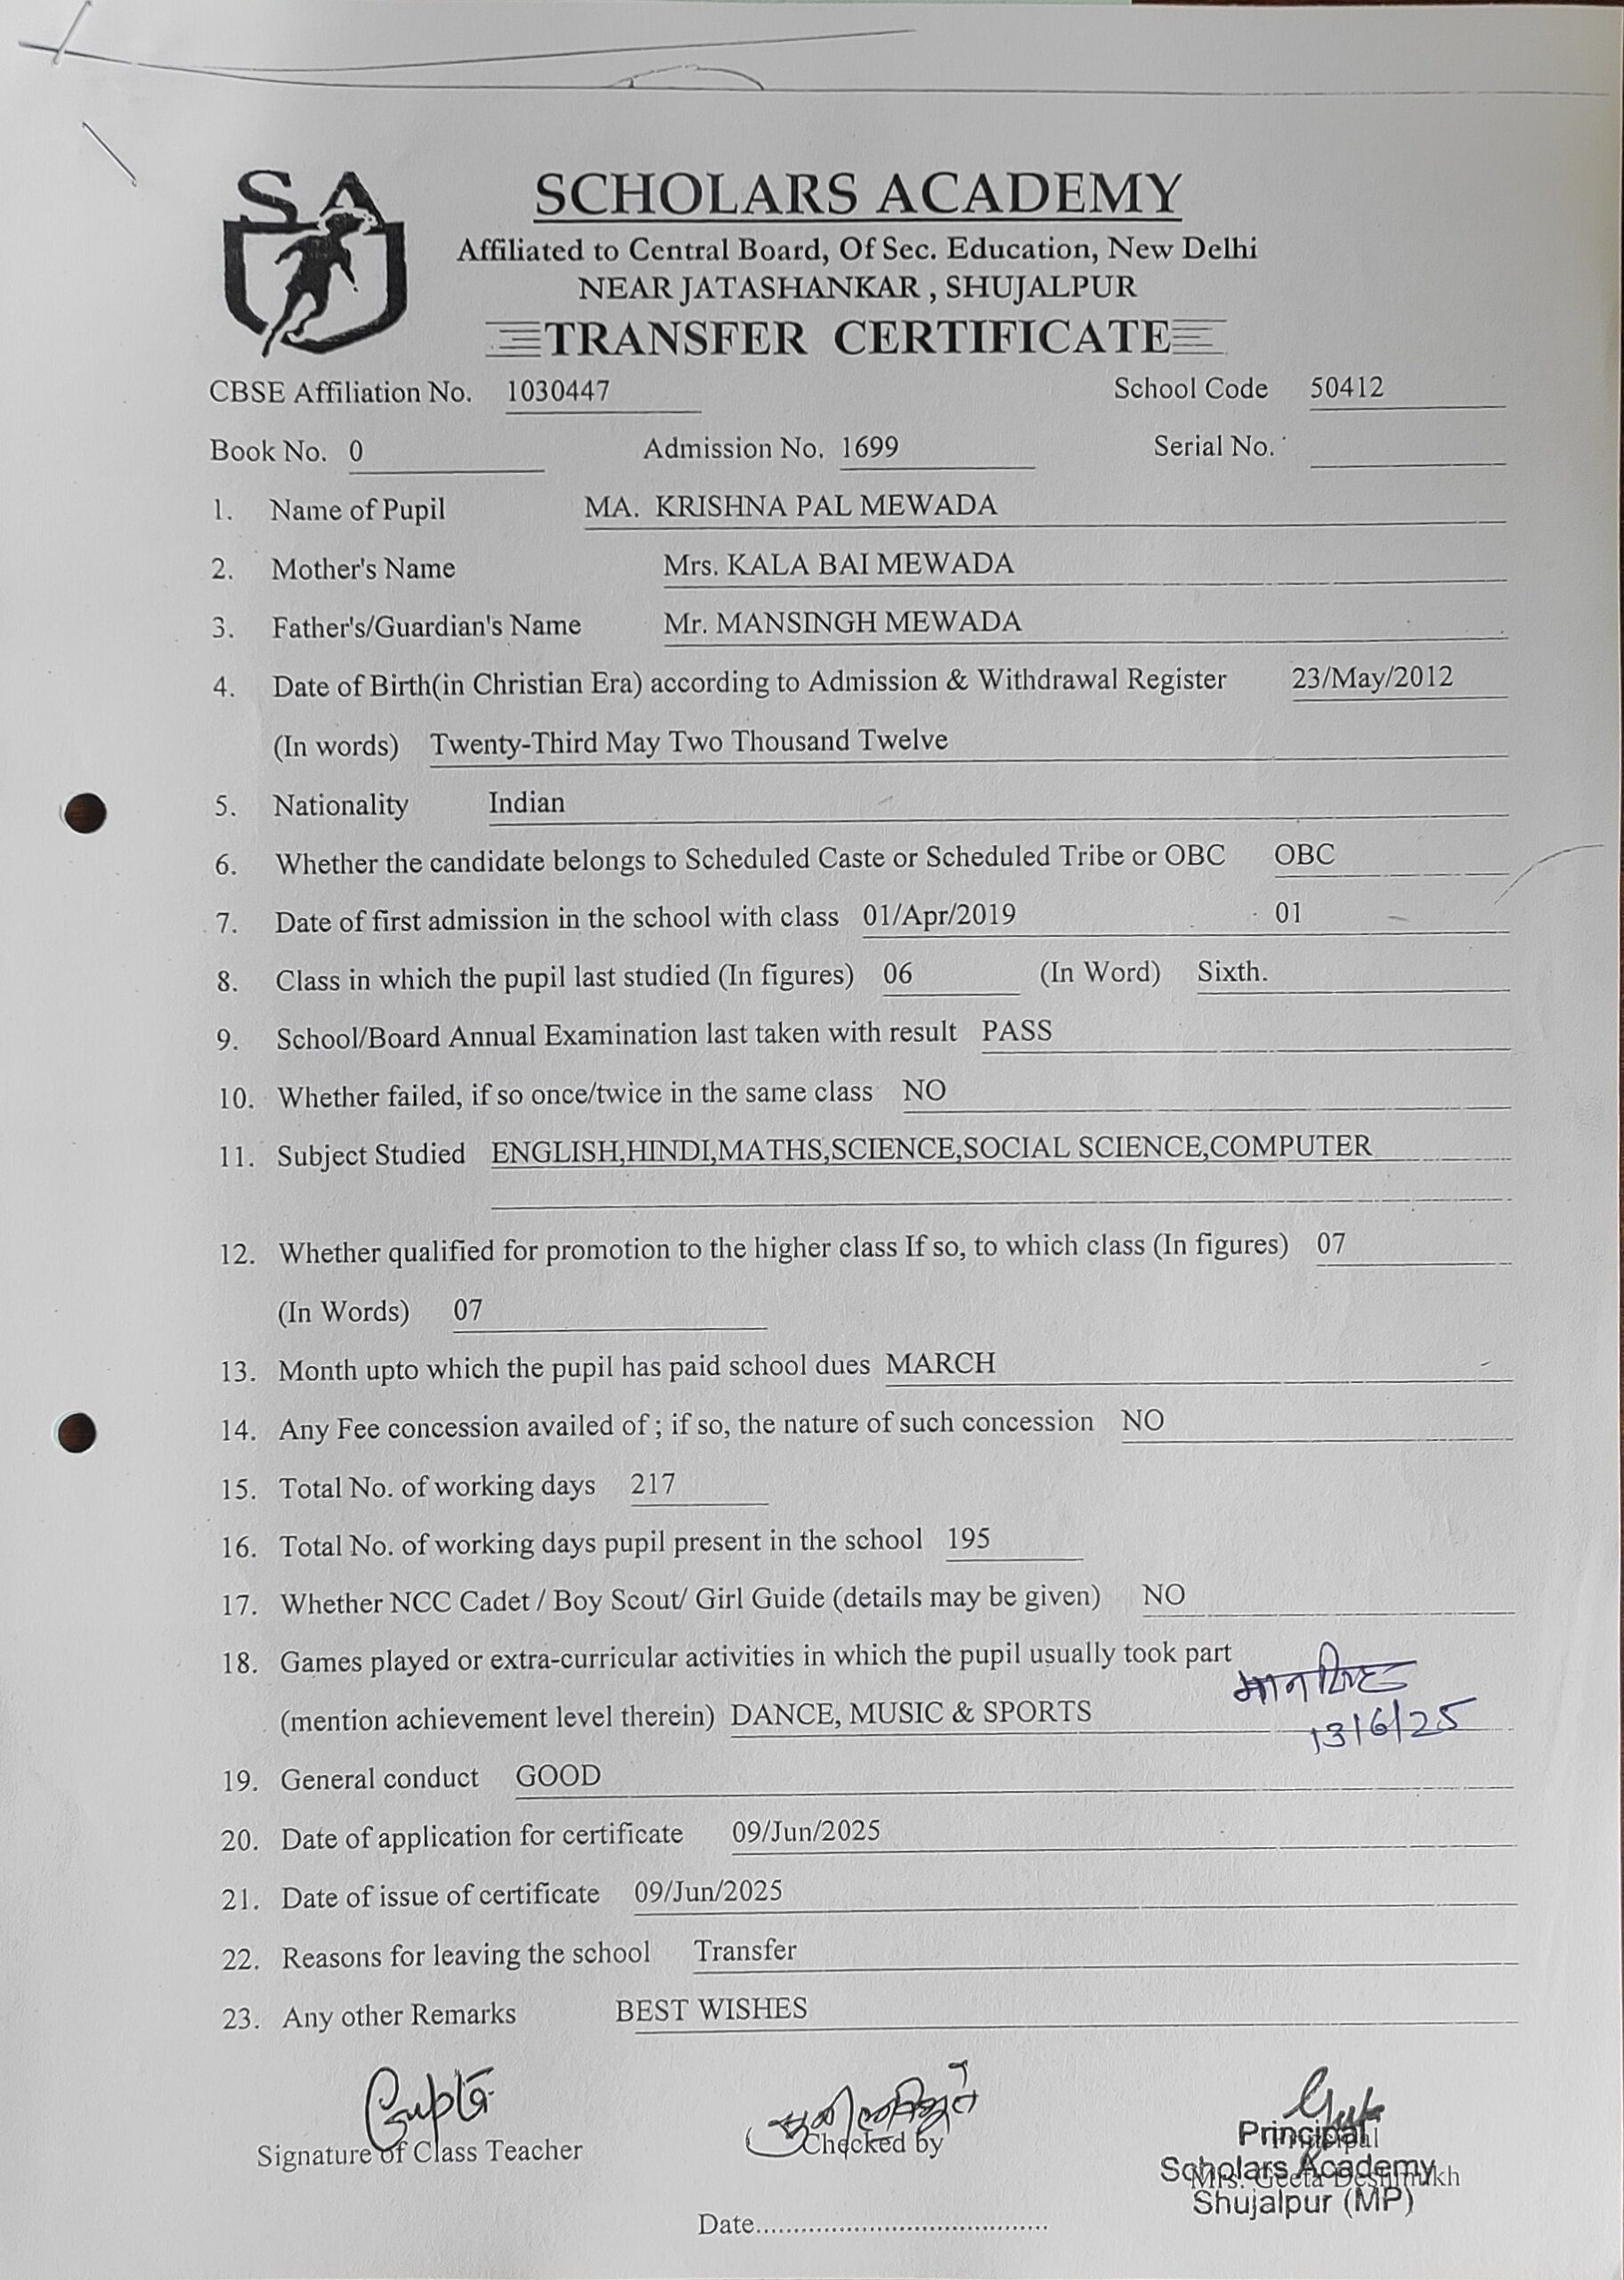 SA
SCHOLARS ACADEMY
Affiliated to Central Board, Of Sec. Education, New Delhi
NEAR JATASHANKAR , SHUJALPUR
TRANSFER CERTIFICATE
CBSE Affiliation No. 1030447 School Code 50412
Book No. 0 Admission No. 1699 Serial No.
1. Name of Pupil MA. KRISHNA PAL MEWADA
2. Mother's Name Mrs. KALA BAI MEWADA
3. Father's/Guardian's Name Mr. MANSINGH MEWADA
4. Date of Birth(in Christian Era) according to Admission & Withdrawal Register 23/May/2012
(In words) Twenty-Third May Two Thousand Twelve
5. Nationality Indian
6. Whether the candidate belongs to Scheduled Caste or Scheduled Tribe or OBC OBC
7. Date of first admission in the school with class 01/Apr/2019 01
8. Class in which the pupil last studied (In figures) 06 (In Word) Sixth.
9. School/Board Annual Examination last taken with result PASS
10. Whether failed, if so once/twice in the same class NO
11. Subject Studied ENGLISH,HINDI,MATHS,SCIENCE,SOCIAL SCIENCE,COMPUTER
12. Whether qualified for promotion to the higher class If so, to which class (In figures) 07
(In Words) 07
13. Month upto which the pupil has paid school dues MARCH
14. Any Fee concession availed of ; if so, the nature of such concession NO
15. Total No. of working days 217
16. Total No. of working days pupil present in the school 195
17. Whether NCC Cadet / Boy Scout/ Girl Guide (details may be given) NO
18. Games played or extra-curricular activities in which the pupil usually took part
मानसिंह
(mention achievement level therein) DANCE, MUSIC & SPORTS
13/6/25
19. General conduct GOOD
20. Date of application for certificate 09/Jun/2025
21. Date of issue of certificate 09/Jun/2025
22. Reasons for leaving the school Transfer
23. Any other Remarks BEST WISHES
Gupta
Signature of Class Teacher Checked by Principal
Principal
Mrs. Geeta Deshmukh
Scholars Academy
Shujalpur (MP)
Date........................................